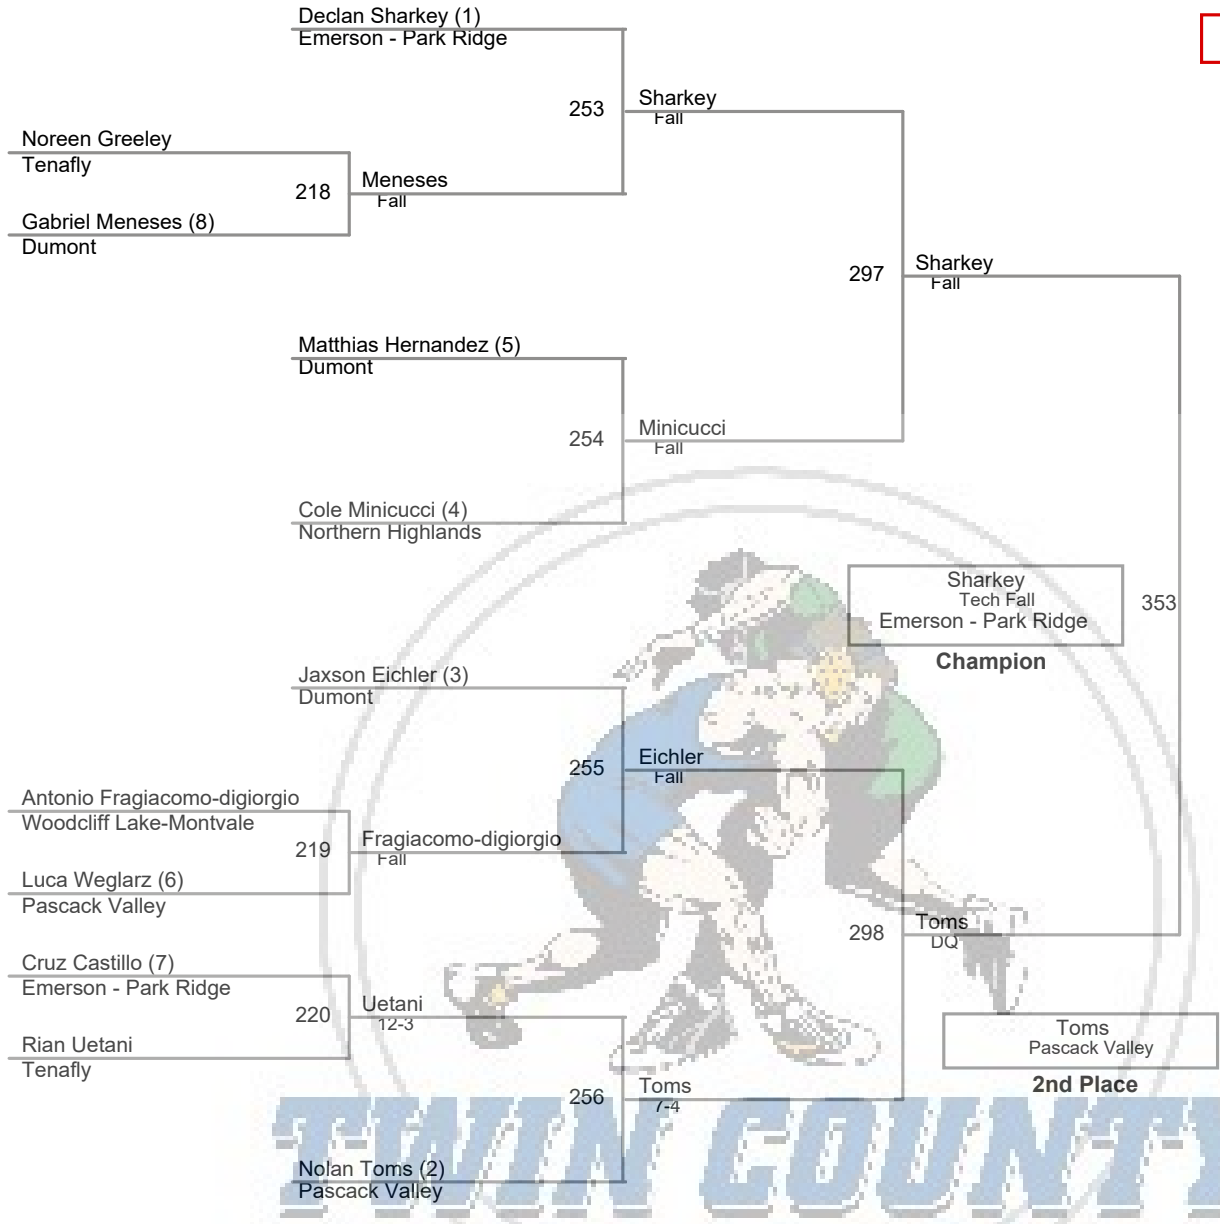 Declan Sharkey (1)
Emerson - Park Ridge
253
Sharkey
Fall
Noreen Greeley
Tenafly
218
Meneses
Fall
Gabriel Meneses (8)
Dumont
297
Sharkey
Fall
Matthias Hernandez (5)
Dumont
254
Minicucci
Fall
Cole Minicucci (4)
Northern Highlands
Sharkey
Tech Fall
Emerson - Park Ridge
353
Champion
Jaxson Eichler (3)
Dumont
255
Eichler
Fall
Antonio Fragiacomo-digiorgio
Woodcliff Lake-Montvale
219
Fragiacomo-digiorgio
Fall
Luca Weglarz (6)
Pascack Valley
298
Toms
DQ
Cruz Castillo (7)
Emerson - Park Ridge
220
Uetani
12-3
Rian Uetani
Tenafly
Toms
Pascack Valley
2nd Place
256
Toms
7-4
Nolan Toms (2)
Pascack Valley
TWIN COUNTY